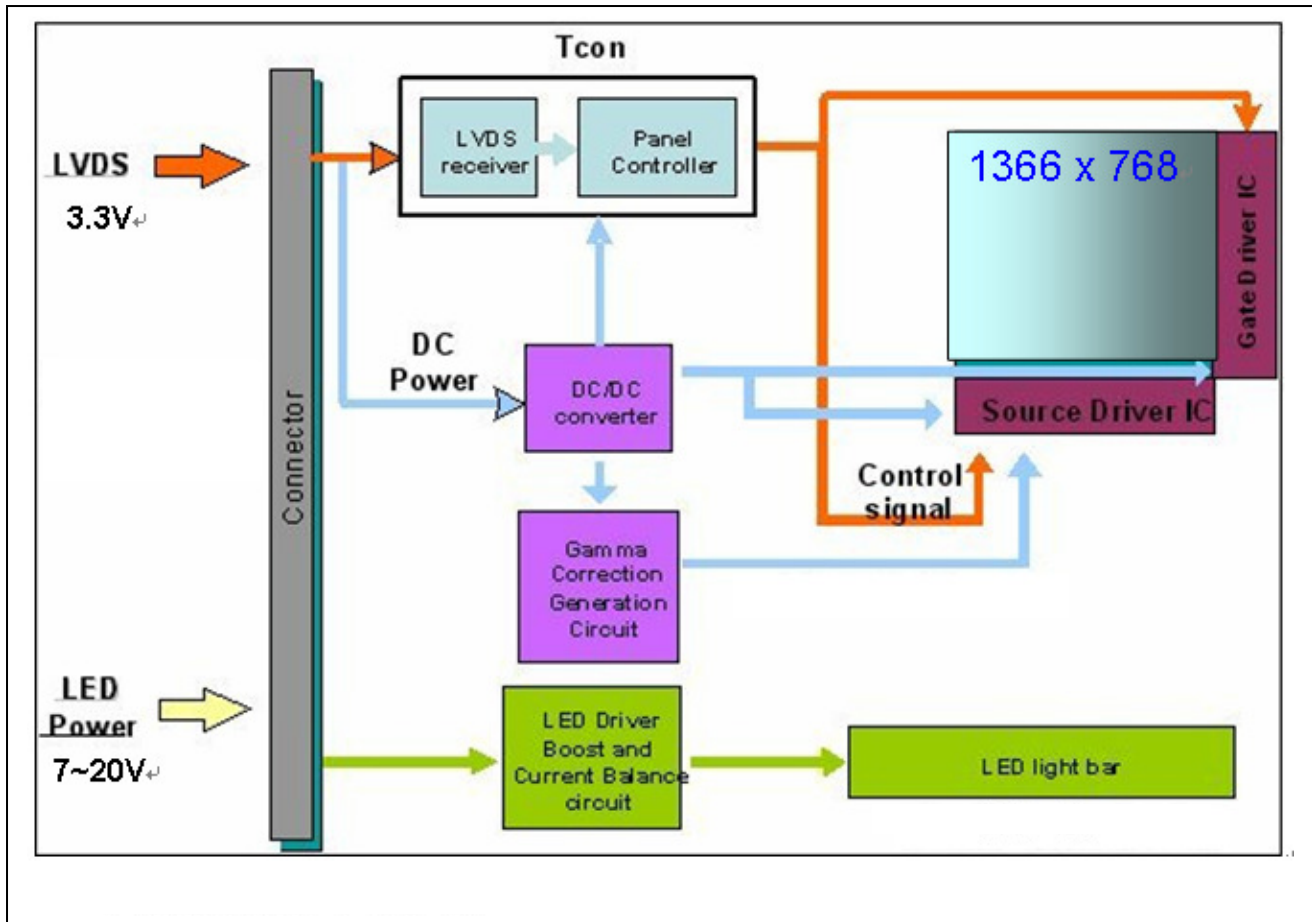 Tcon
LVDS
receiver
Panel
Controller
LVDS
3.3V
1366 x 768
Gate Driver IC
DC
Power
DC/DC
converter
Source Driver IC
Control
signal
Connector
Gamma
Correction
Generation
Circuit
LED
Power
7~20V
LED Driver
Boost and
Current Balance
circuit
LED light bar